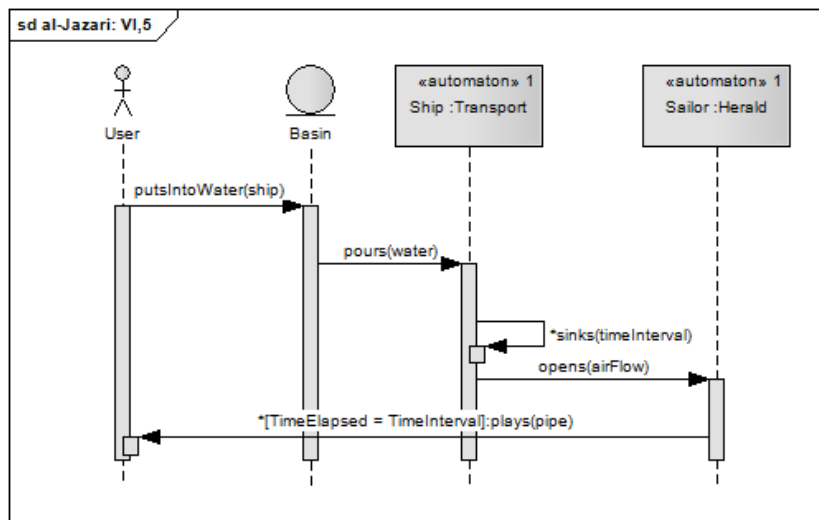 sd al-Jazari: VI,5
User
Basin
«automaton» 1
Ship :Transport
«automaton» 1
Sailor :Herald
putsIntoWater(ship)
pours(water)
*sinks(timeInterval)
opens(airFlow)
*[TimeElapsed = TimeInterval]:plays(pipe)